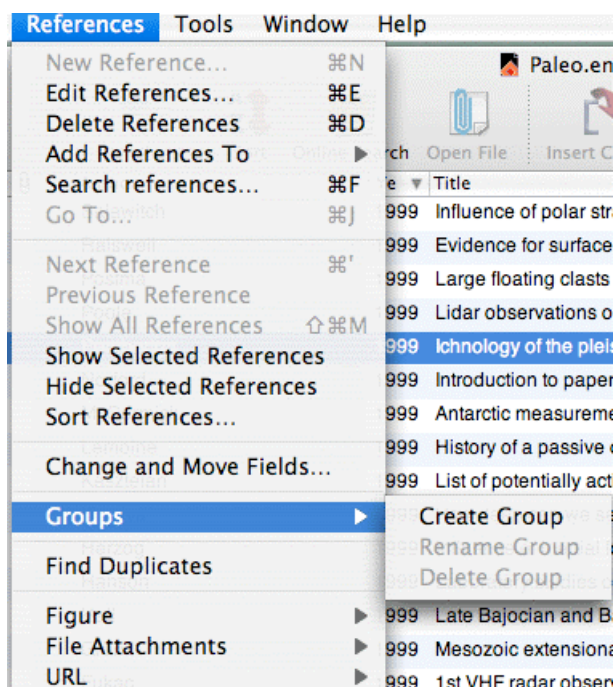 References Tools Window Help
New Reference... ⌘N
Edit References... ⌘E
Delete References ⌘D
Add References To
Search references... ⌘F
Go To... ⌘J
Next Reference ⌘'
Previous Reference
Show All References ⇧⌘M
Show Selected References
Hide Selected References
Sort References...
Change and Move Fields...
Groups
Find Duplicates
Figure
File Attachments
URL
Create Group
Rename Group
Delete Group
Paleo.en
rch Open File Insert C
Title
999 Influence of polar str
999 Evidence for surface
999 Large floating clasts
999 Lidar observations o
999 Ichnology of the pleis
999 Introduction to paper
999 Antarctic measureme
999 History of a passive
999 List of potentially acti
999 Late Bajocian and B
999 Mesozoic extensiona
999 1st VHF radar obser